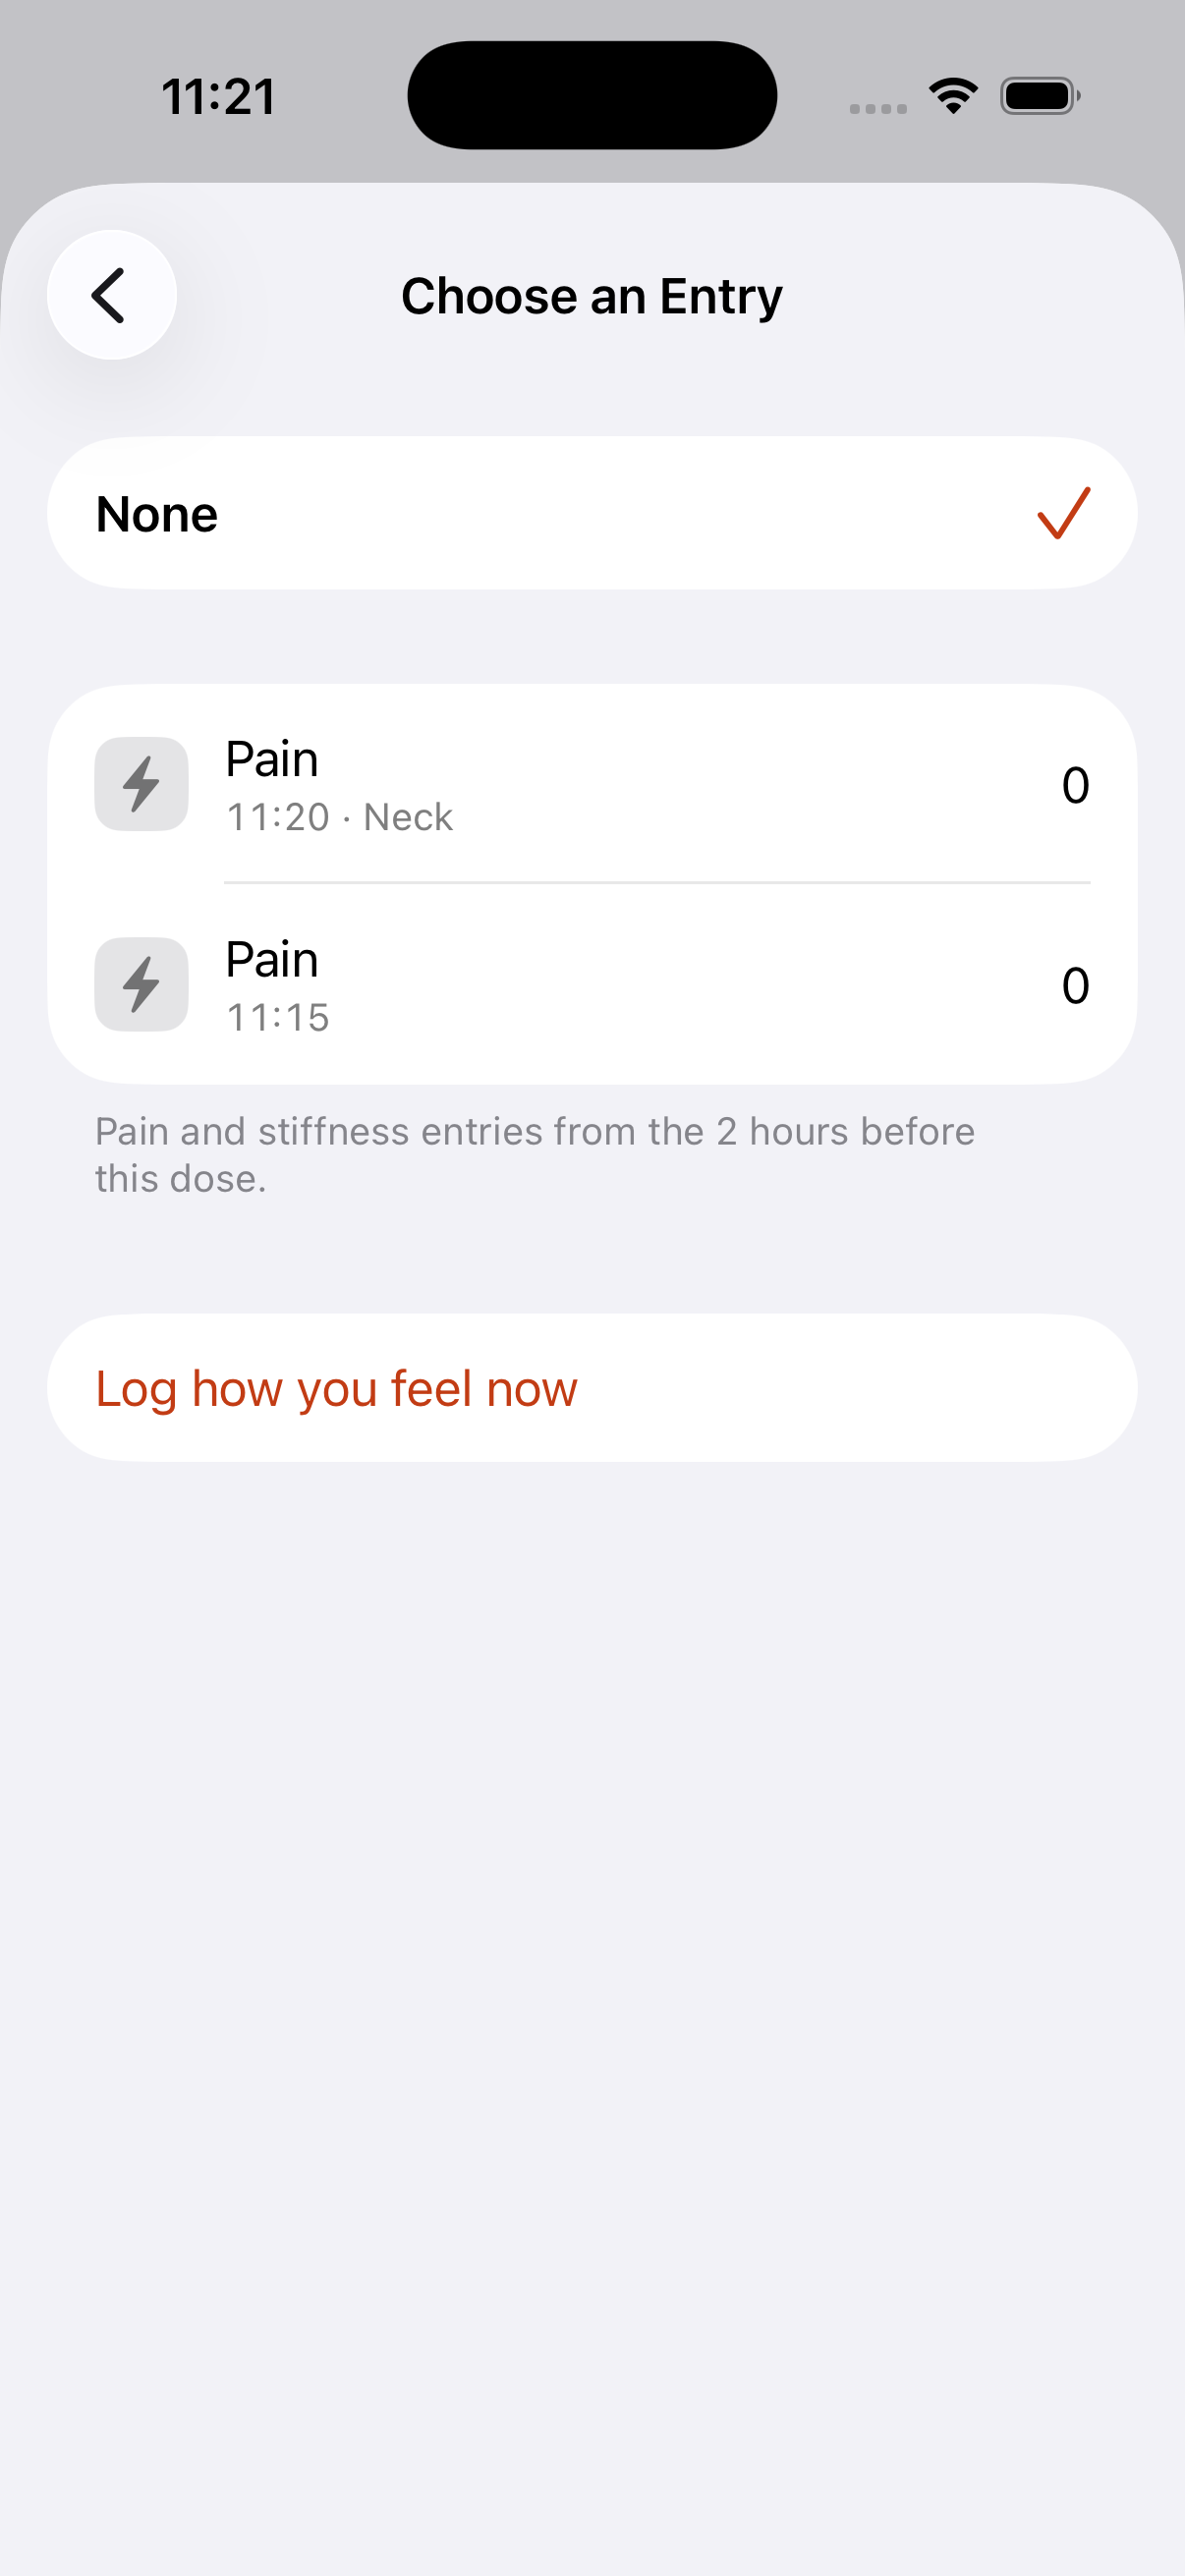 11:21
Choose an Entry
None
Pain
11:20 · Neck
0
Pain
11:15
0
Pain and stiffness entries from the 2 hours before
this dose.
Log how you feel now